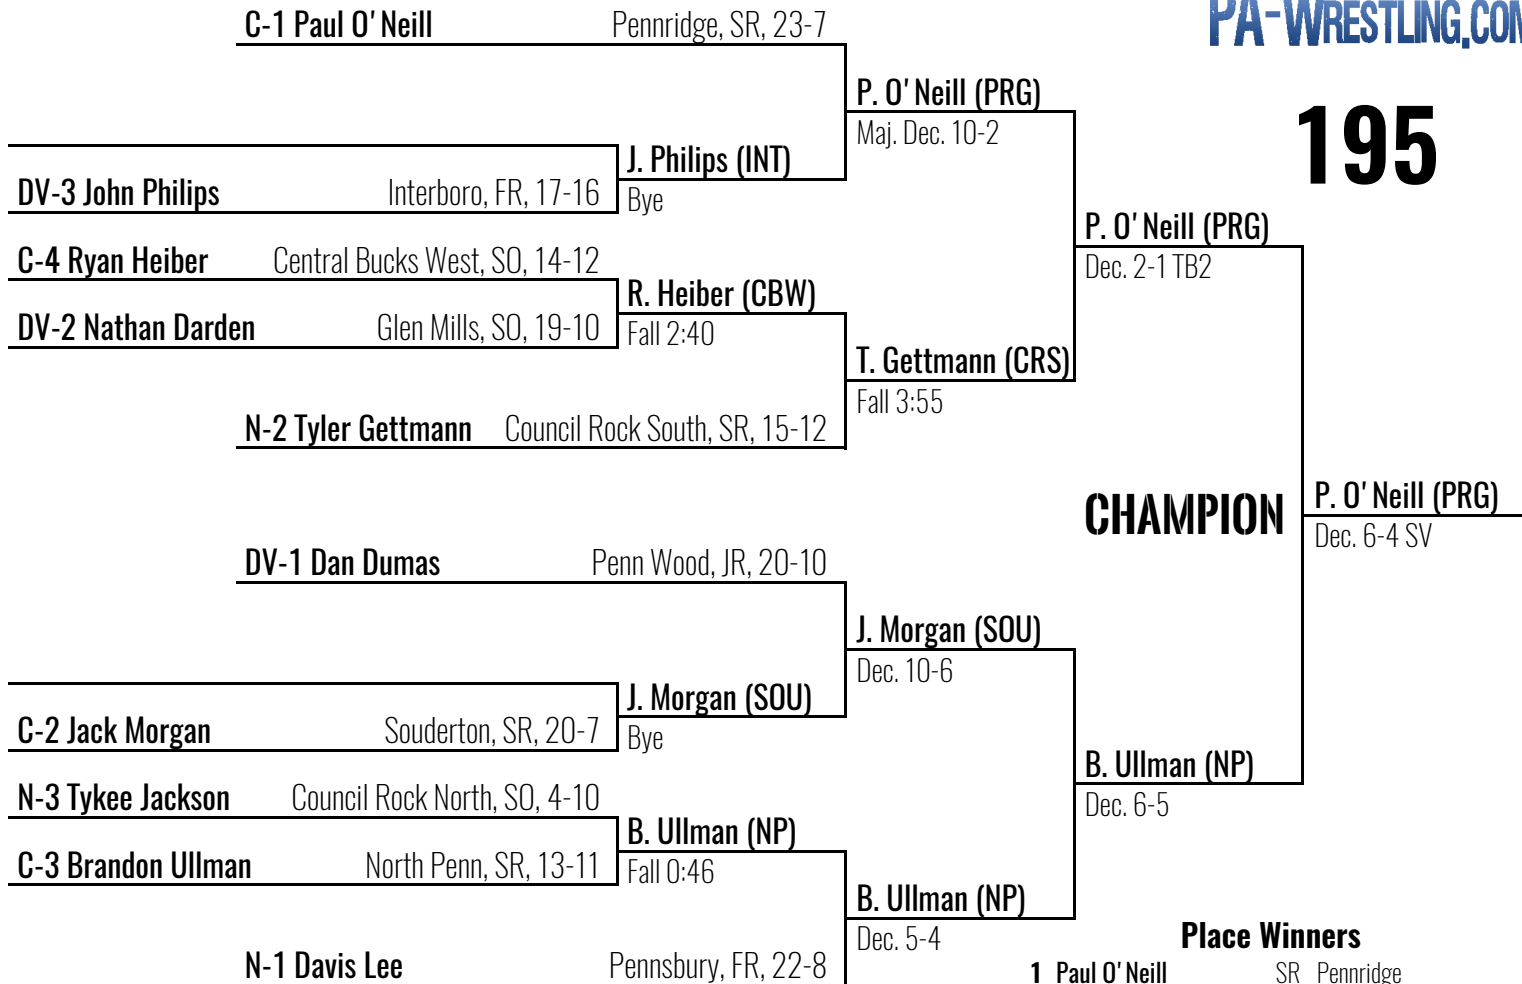 C-1 Paul O'Neill Pennridge, SR, 23-7
PA-WRESTLING.COM
195
P. O'Neill (PRG)
Maj. Dec. 10-2
J. Philips (INT)
DV-3 John Philips Interboro, FR, 17-16
Bye
P. O'Neill (PRG)
Dec. 2-1 TB2
C-4 Ryan Heiber Central Bucks West, SO, 14-12
R. Heiber (CBW)
DV-2 Nathan Darden Glen Mills, SO, 19-10
Fall 2:40
T. Gettmann (CRS)
Fall 3:55
N-2 Tyler Gettmann Council Rock South, SR, 15-12
CHAMPION
P. O'Neill (PRG)
Dec. 6-4 SV
DV-1 Dan Dumas Penn Wood, JR, 20-10
J. Morgan (SOU)
Dec. 10-6
J. Morgan (SOU)
C-2 Jack Morgan Souderton, SR, 20-7
Bye
B. Ullman (NP)
Dec. 6-5
N-3 Tykee Jackson Council Rock North, SO, 4-10
B. Ullman (NP)
C-3 Brandon Ullman North Penn, SR, 13-11
Fall 0:46
B. Ullman (NP)
Dec. 5-4
N-1 Davis Lee Pennsbury, FR, 22-8
Place Winners
1 Paul O'Neill SR Pennridge